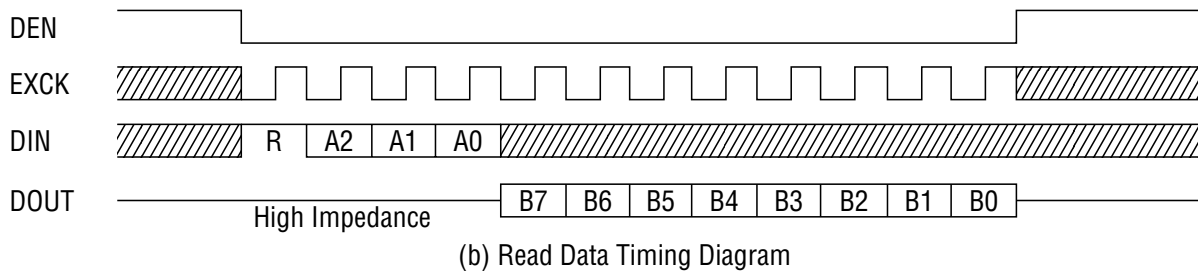 DEN
EXCK
DIN R A2 A1 A0
DOUT B7 B6 B5 B4 B3 B2 B1 B0
High Impedance
(b) Read Data Timing Diagram